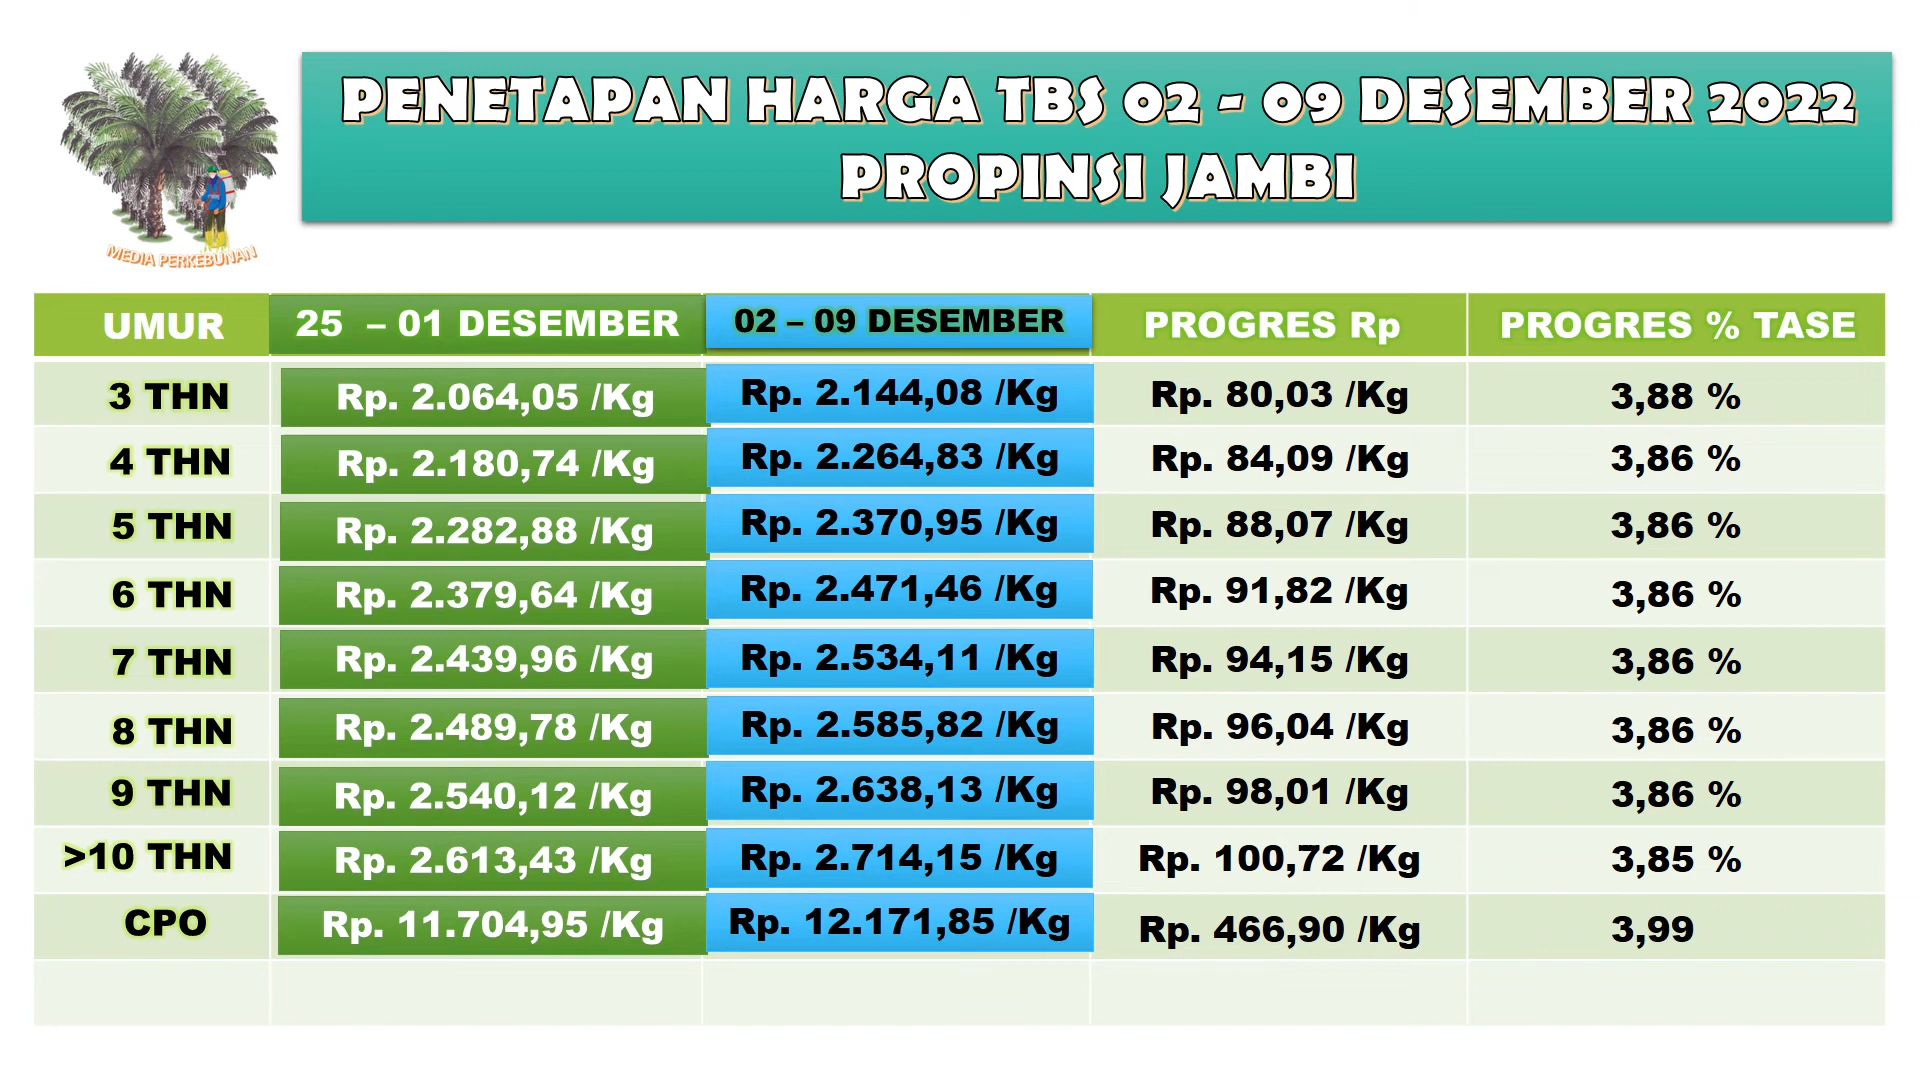 PENETAPAN HARGA TBS 02 - 09 DESEMBER 2022
PROPINSI JAMBI
MEDIA PERKEBUNAN
UMUR 25 – 01 DESEMBER 02 – 09 DESEMBER PROGRES Rp PROGRES % TASE
3 THN Rp. 2.064,05 /Kg Rp. 2.144,08 /Kg Rp. 80,03 /Kg 3,88 %
4 THN Rp. 2.180,74 /Kg Rp. 2.264,83 /Kg Rp. 84,09 /Kg 3,86 %
5 THN Rp. 2.282,88 /Kg Rp. 2.370,95 /Kg Rp. 88,07 /Kg 3,86 %
6 THN Rp. 2.379,64 /Kg Rp. 2.471,46 /Kg Rp. 91,82 /Kg 3,86 %
7 THN Rp. 2.439,96 /Kg Rp. 2.534,11 /Kg Rp. 94,15 /Kg 3,86 %
8 THN Rp. 2.489,78 /Kg Rp. 2.585,82 /Kg Rp. 96,04 /Kg 3,86 %
9 THN Rp. 2.540,12 /Kg Rp. 2.638,13 /Kg Rp. 98,01 /Kg 3,86 %
>10 THN Rp. 2.613,43 /Kg Rp. 2.714,15 /Kg Rp. 100,72 /Kg 3,85 %
CPO Rp. 11.704,95 /Kg Rp. 12.171,85 /Kg Rp. 466,90 /Kg 3,99